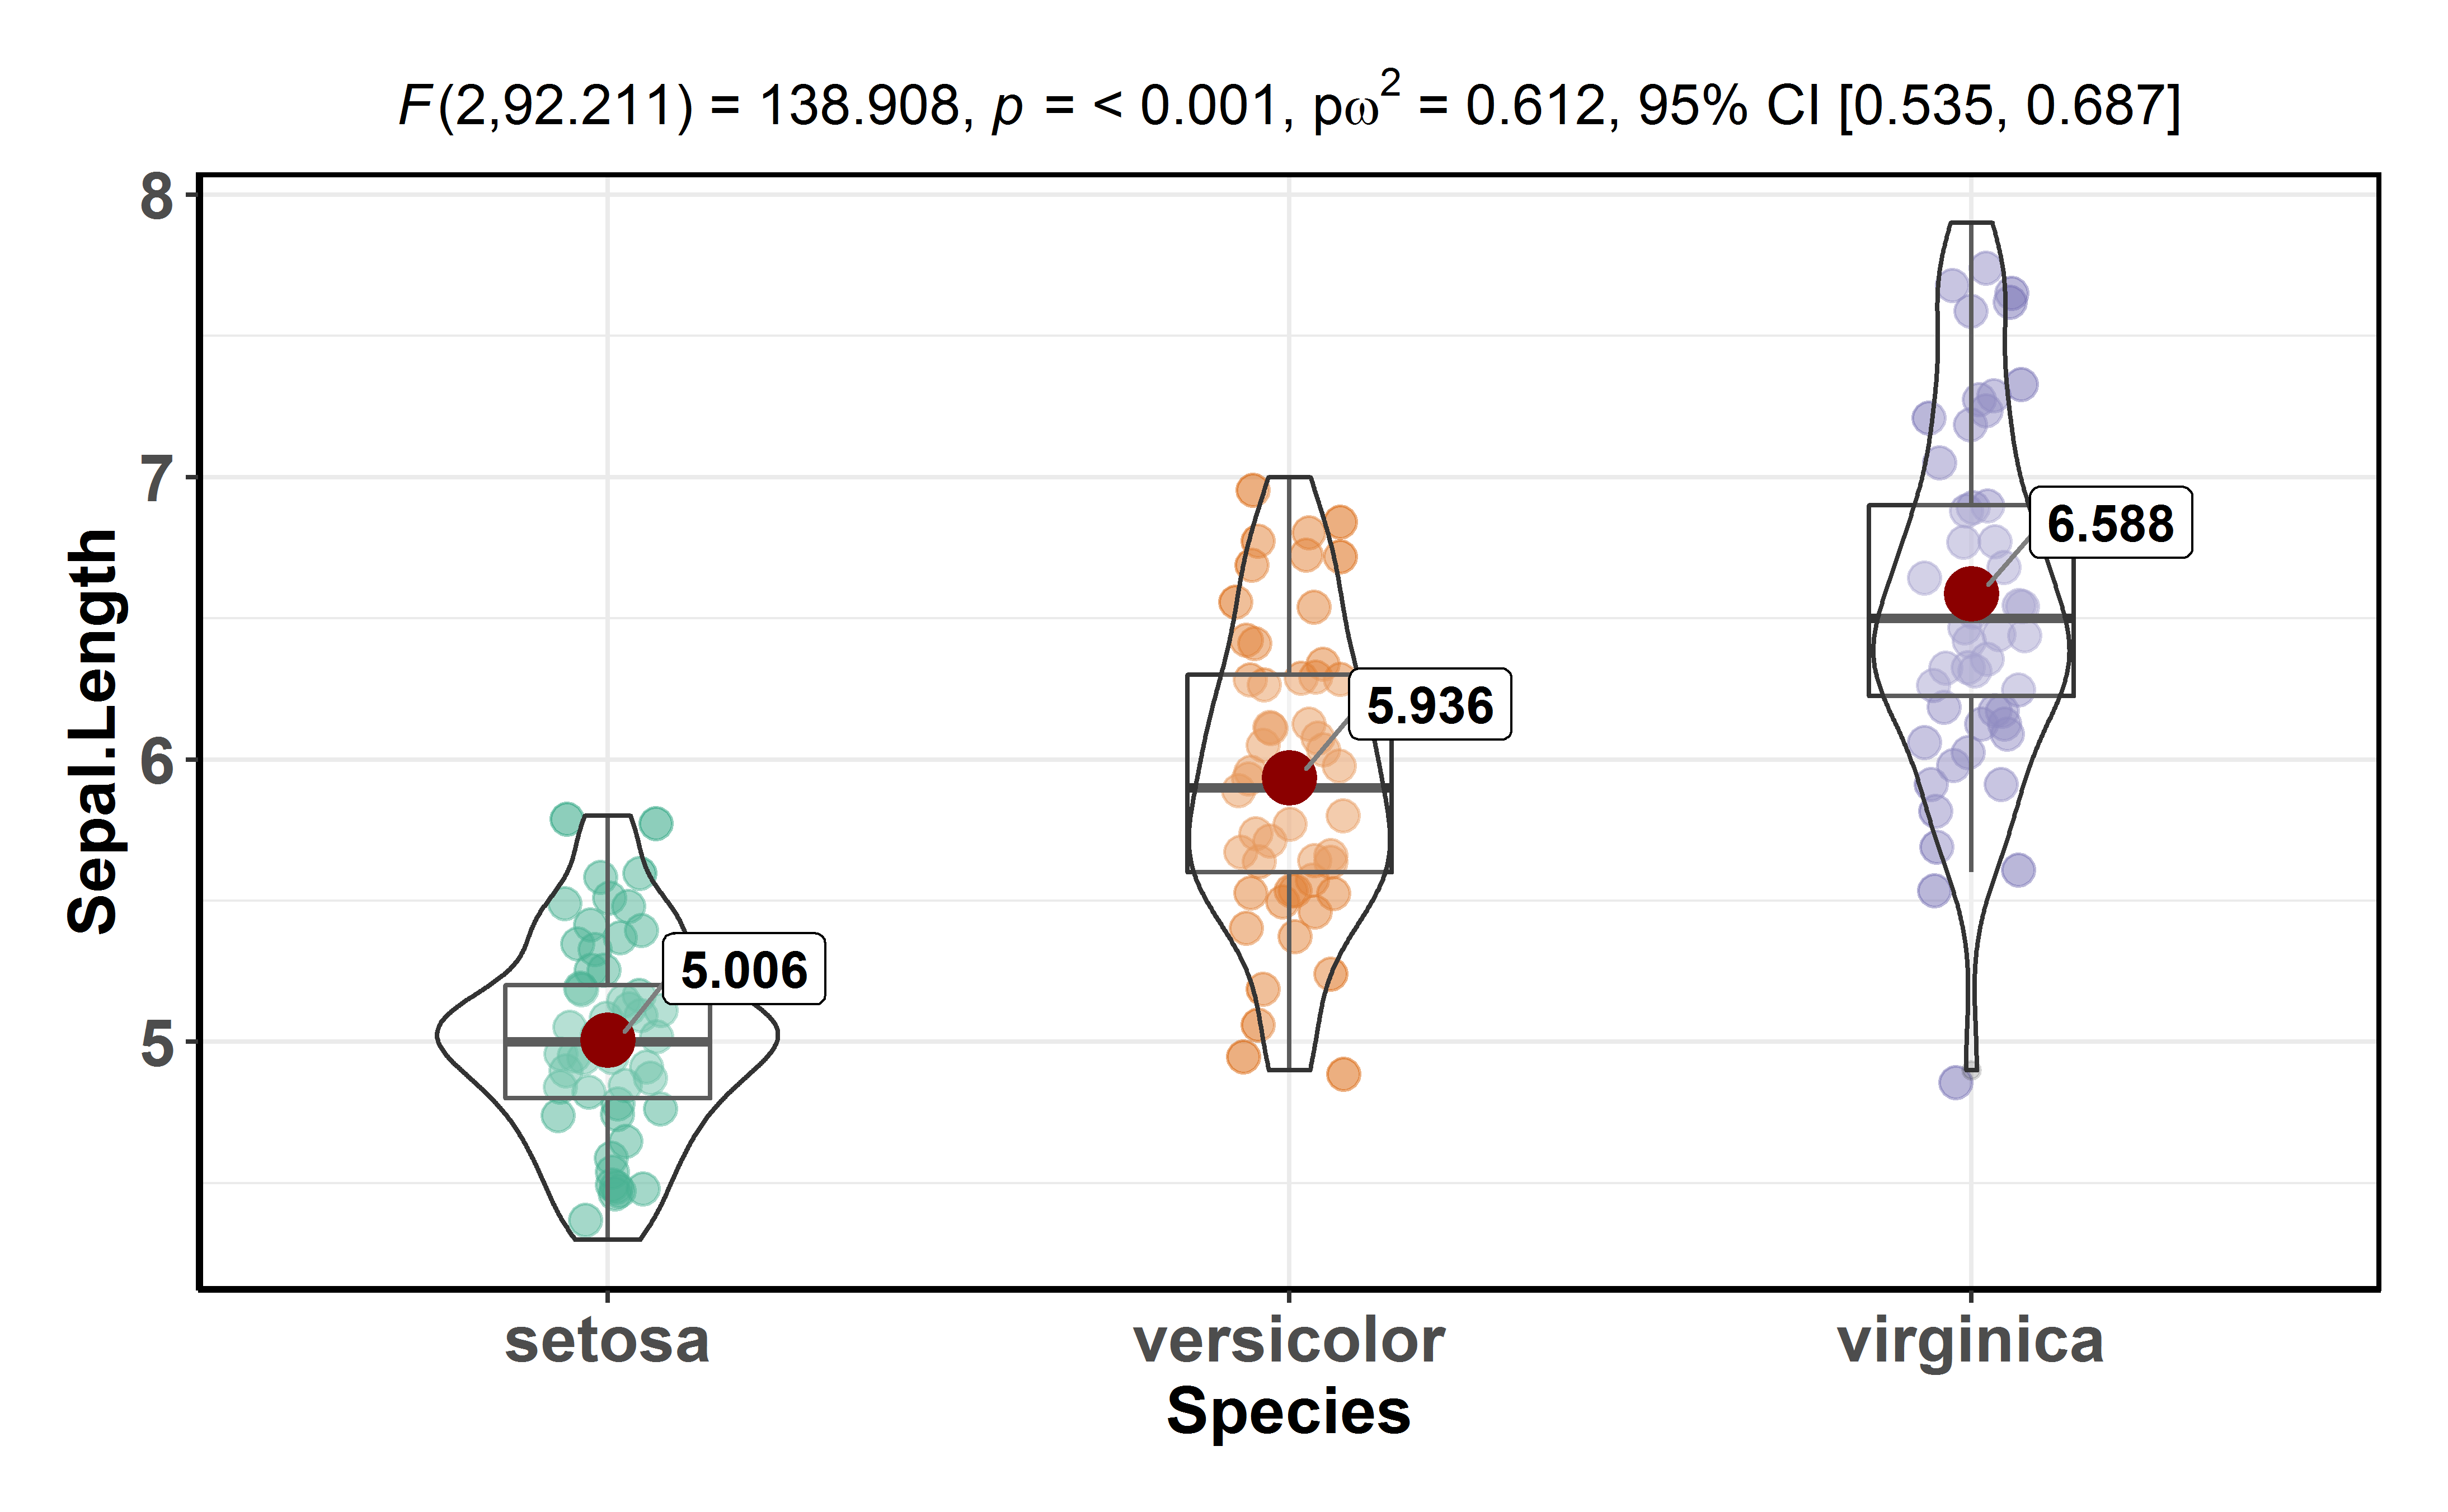 F(2,92.211) = 138.908, p = < 0.001, pω² = 0.612, 95% CI [0.535, 0.687]
8
7
6
5
Sepal.Length
6.588
5.936
5.006
setosa versicolor virginica
Species